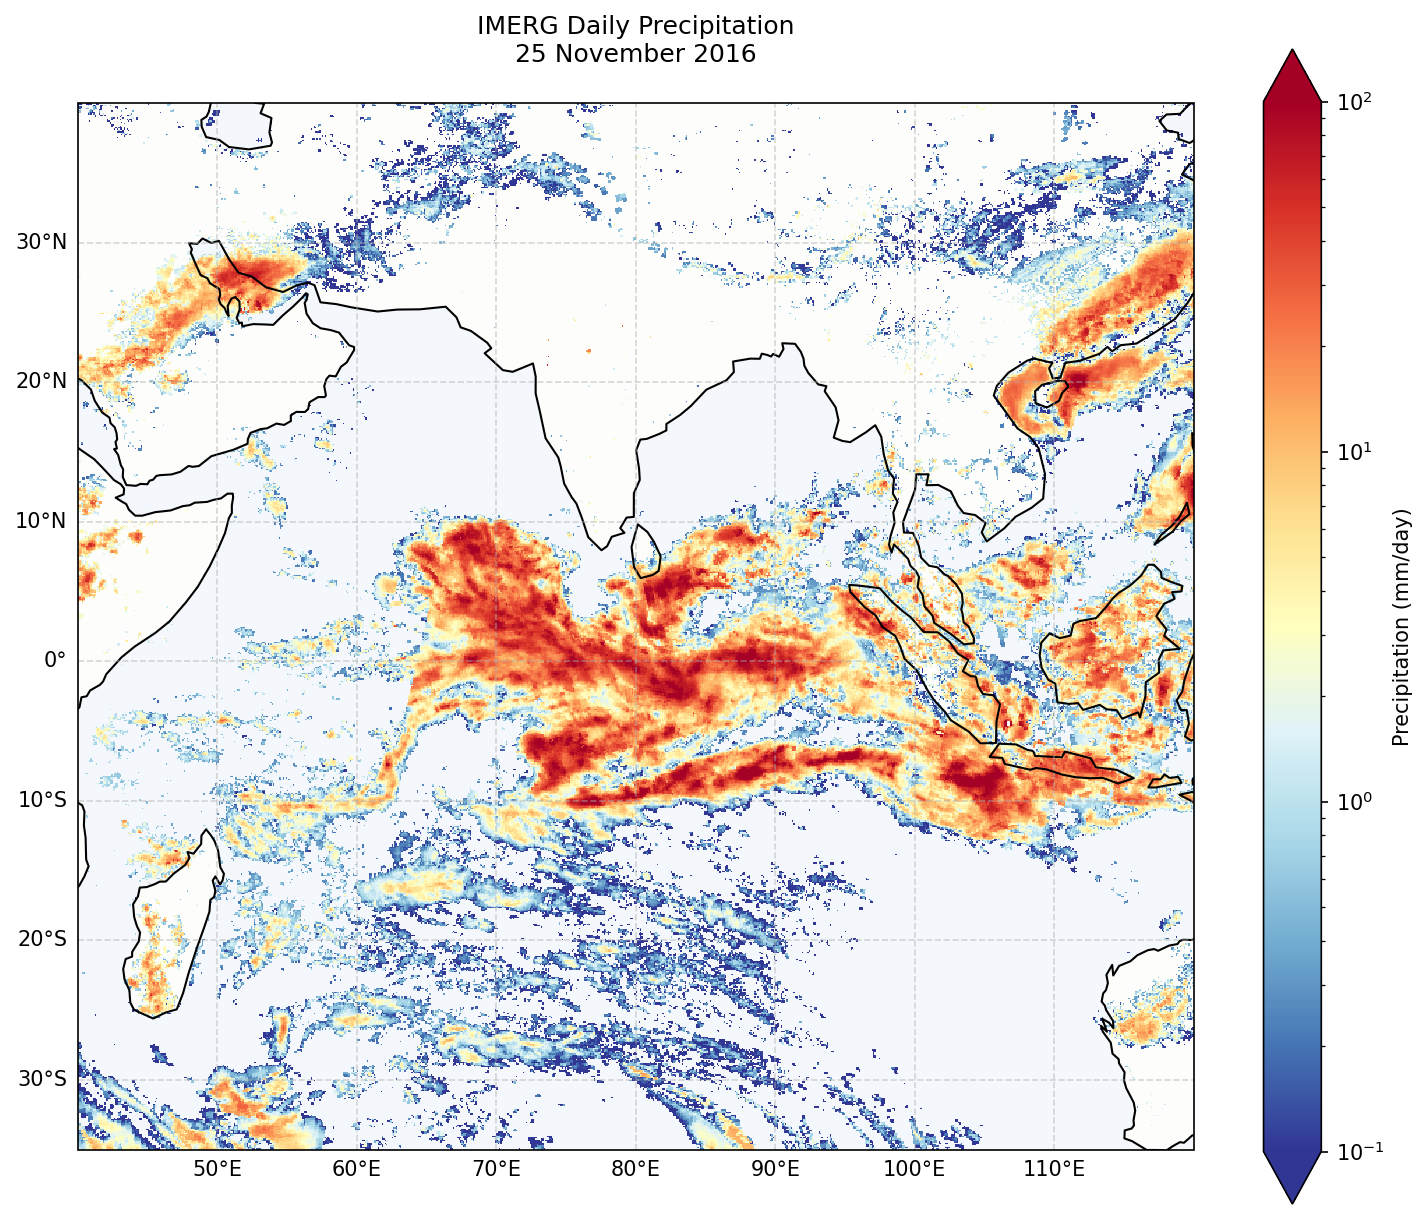 IMERG Daily Precipitation
25 November 2016
30°N
20°N
10°N
0°
10°S
20°S
30°S
50°E 60°E 70°E 80°E 90°E 100°E 110°E
10²
10¹
10⁰
10⁻¹
Precipitation (mm/day)